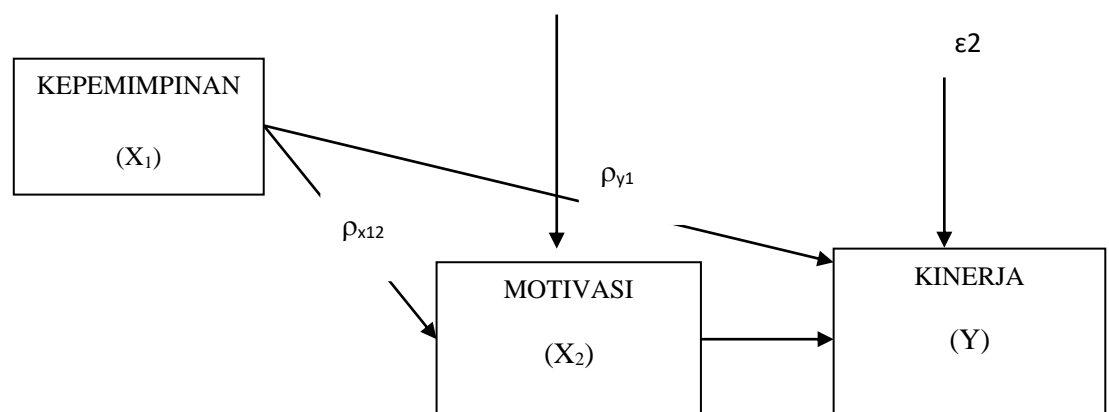 ε2
KEPEMIMPINAN
(X₁)
ρy1
ρx12
MOTIVASI
(X₂)
KINERJA
(Y)